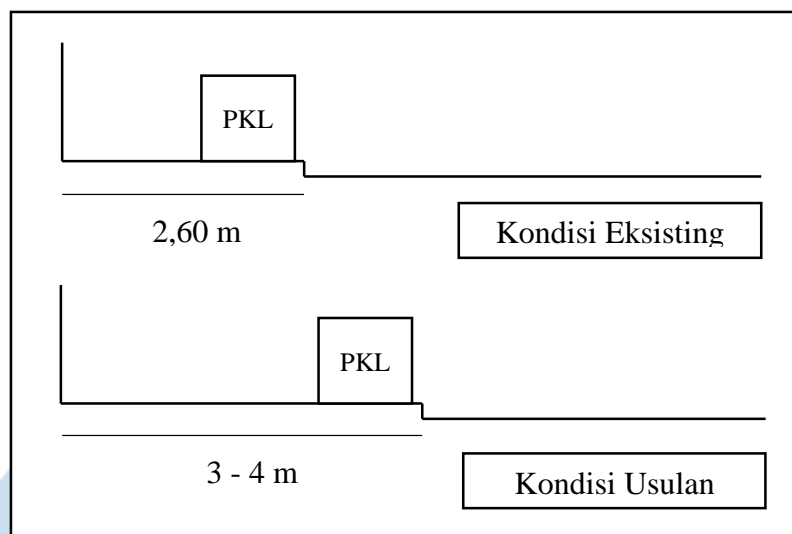 PKL
2,60 m
Kondisi Eksisting
PKL
3 - 4 m
Kondisi Usulan